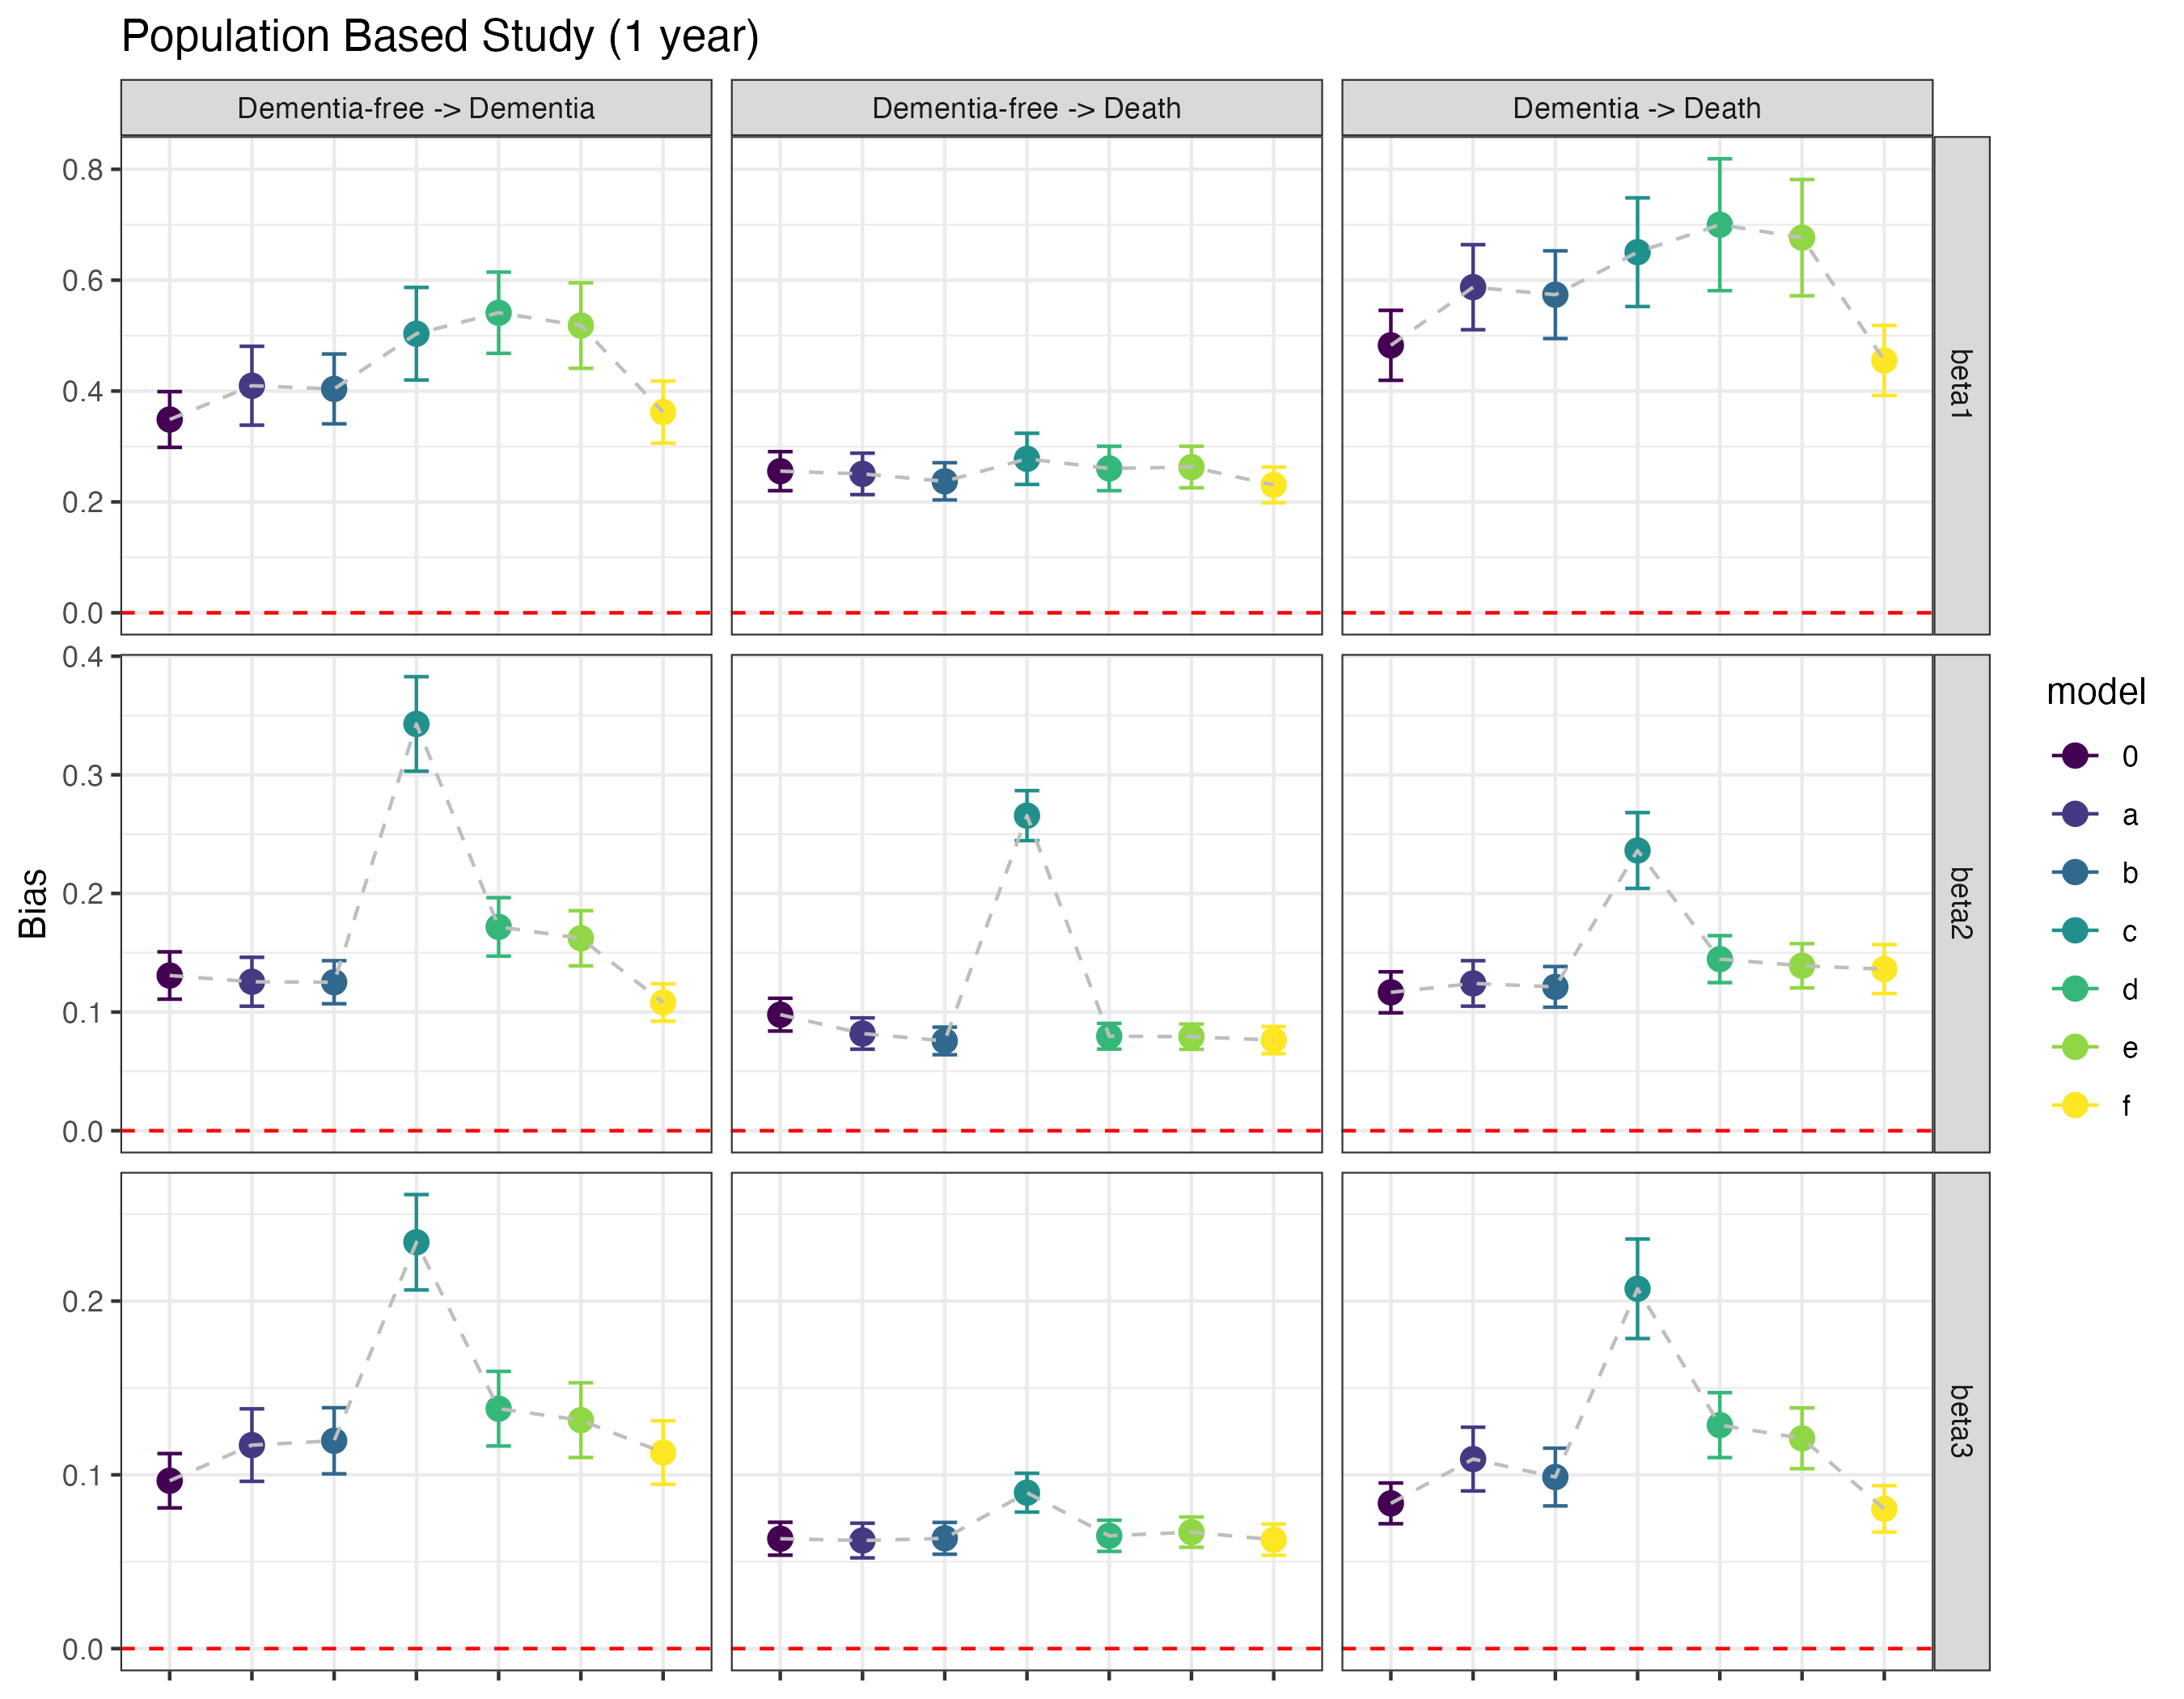 Population Based Study (1 year)
Dementia-free -> Dementia
Dementia-free -> Death
Dementia -> Death
0.8
0.6
0.4
0.2
0.0
beta1
0.4
0.3
0.2
0.1
0.0
beta2
0.2
0.1
0.0
beta3
Bias
model
0
a
b
c
d
e
f